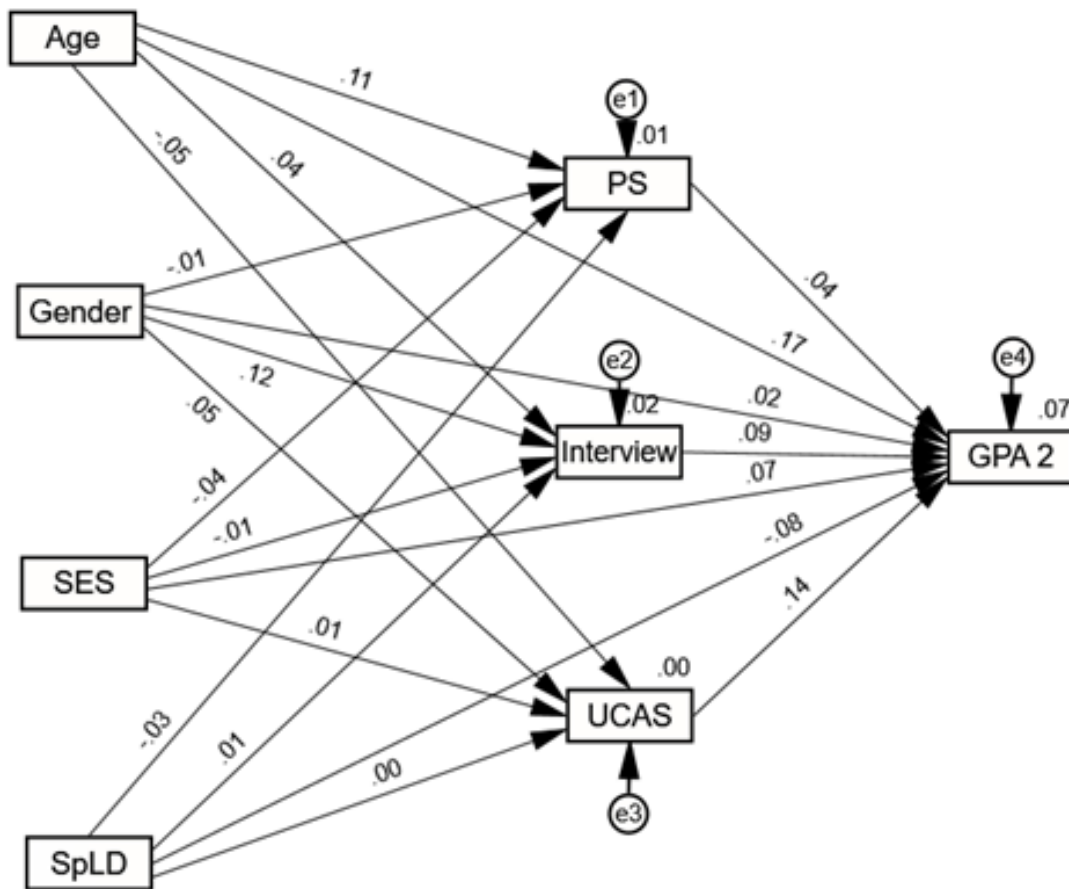 Age
.11
e1
.01
PS
-.05
.04
-.01
Gender
.04
.17
.12
e2
.02
e4
.05
.02
Interview
.09
.07
GPA 2
.07
-.04
-.01
-.08
SES
.14
.01
.00
UCAS
-.03
.01
.00
e3
SpLD